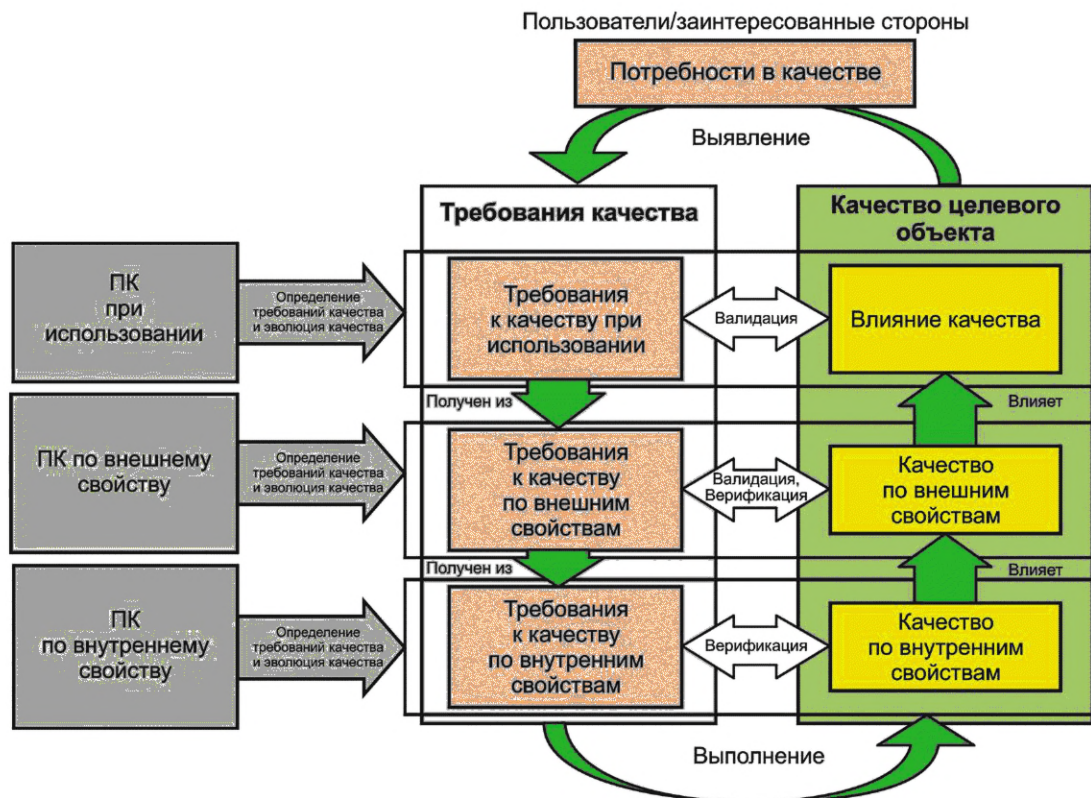 Пользователи/заинтересованные стороны
Потребности в качестве
Выявление
Требования качества
Качество целевого
объекта
ПК
при
использовании
Определение
требований качества
и эволюция качества
Требования
к качеству при
использовании
Валидация
Влияние качества
Получен из
Влияет
ПК по внешнему
свойству
Определение
требований качества
и эволюция качества
Требования
к качеству
по внешним
свойствам
Валидация,
Верификация
Качество
по внешним
свойствам
Получен из
Влияет
ПК
по внутреннему
свойству
Определение
требований качества
и эволюция качества
Требования
к качеству
по внутренним
свойствам
Верификация
Качество
по внутренним
свойствам
Выполнение